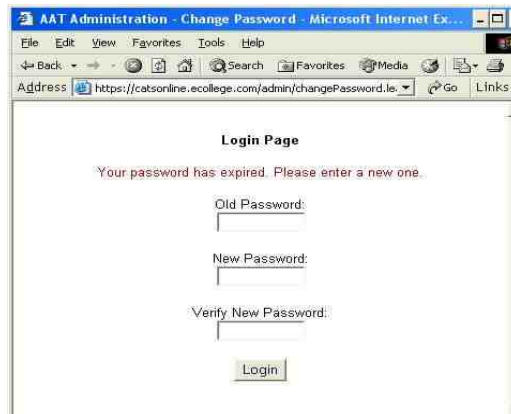 AAT Administration - Change Password - Microsoft Internet Ex...
File Edit View Favorites Tools Help
Back Search Favorites Media
Address https://catsonline.ecollege.com/admin/changePassword.le Go Links
Login Page
Your password has expired. Please enter a new one.
Old Password:
New Password:
Verify New Password:
Login